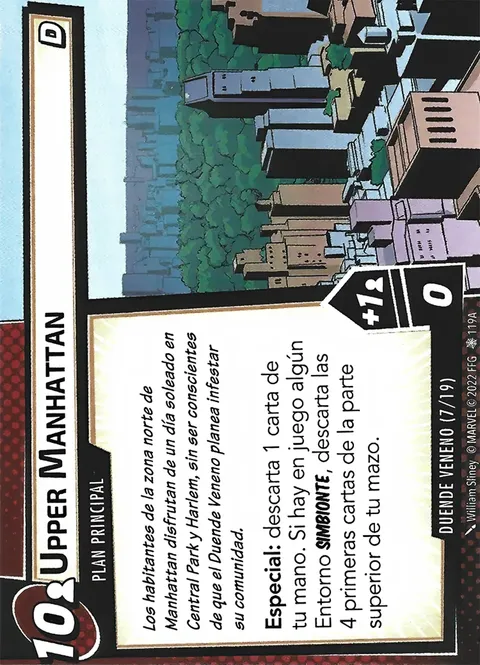 10
UPPER MANHATTAN
D
PLAN PRINCIPAL
Los habitantes de la zona norte de
Manhattan disfrutan de un día soleado en
Central Park y Harlem, sin ser conscientes
de que el Duende Veneno planea infestar
su comunidad.
Especial: descarta 1 carta de
tu mano. Si hay en juego algún
Entorno SIMBIONTE, descarta las
4 primeras cartas de la parte
superior de tu mazo.
+1
0
DUENDE VENENO (7/19)
William Sliney © MARVEL © 2022 FFG 119A